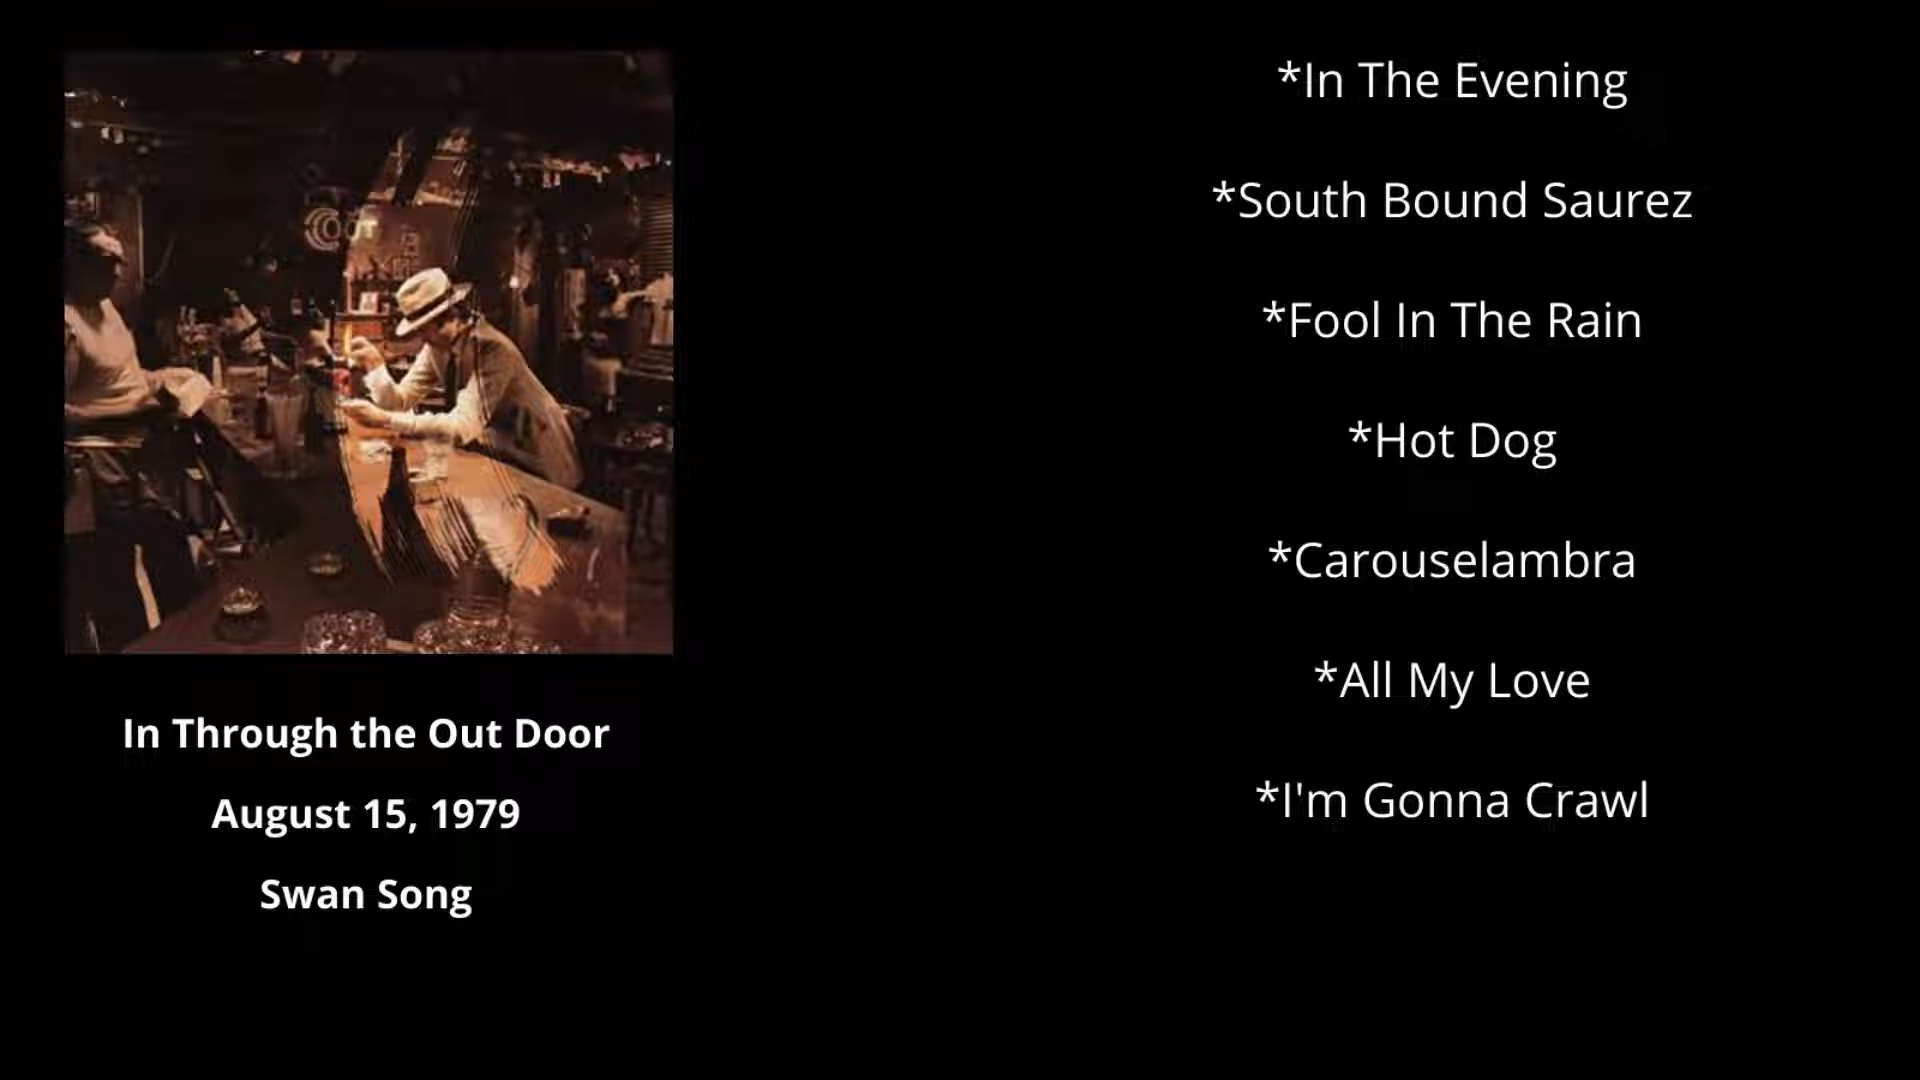 *In The Evening
*South Bound Saurez
*Fool In The Rain
*Hot Dog
*Carouselambra
*All My Love
*I'm Gonna Crawl
In Through the Out Door
August 15, 1979
Swan Song